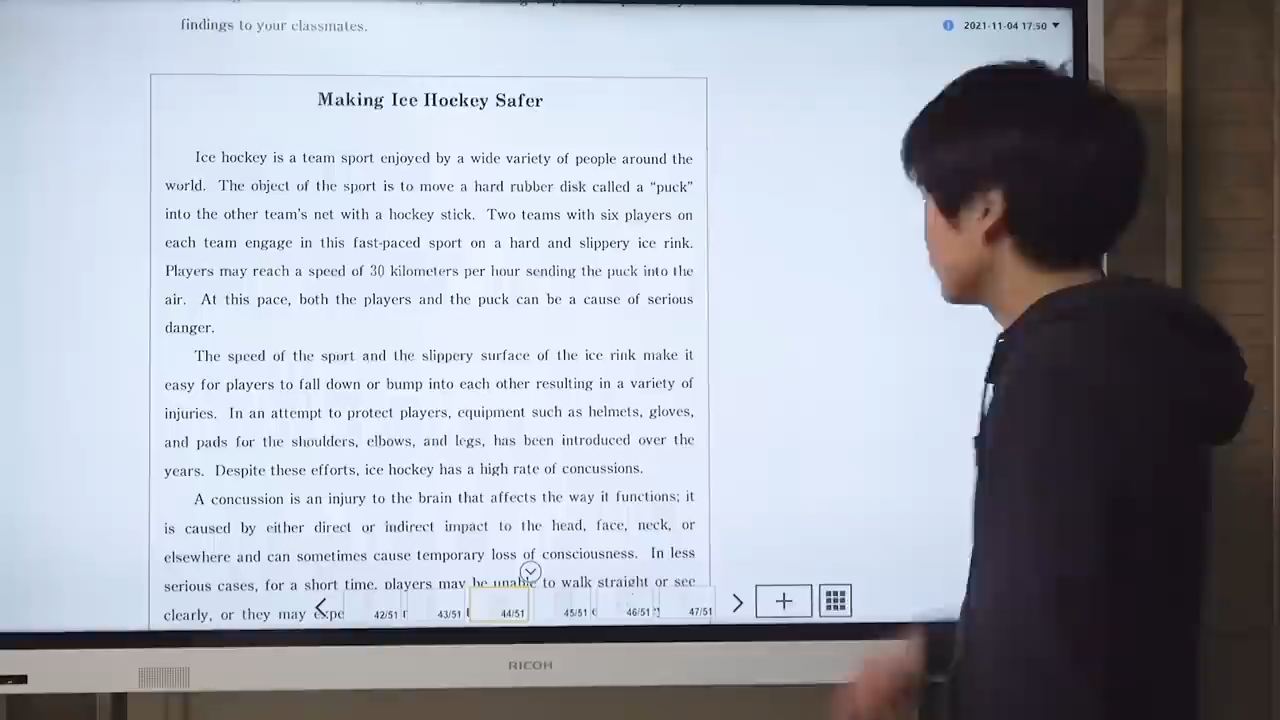 findings to your classmates.
2021-11-04 17:50
Making Ice Hockey Safer
Ice hockey is a team sport enjoyed by a wide variety of people around the
world. The object of the sport is to move a hard rubber disk called a “puck”
into the other team's net with a hockey stick. Two teams with six players on
each team engage in this fast-paced sport on a hard and slippery ice rink.
Players may reach a speed of 30 kilometers per hour sending the puck into the
air. At this pace, both the players and the puck can be a cause of serious
danger.
The speed of the sport and the slippery surface of the ice rink make it
easy for players to fall down or bump into each other resulting in a variety of
injuries. In an attempt to protect players, equipment such as helmets, gloves,
and pads for the shoulders, elbows, and legs, has been introduced over the
years. Despite these efforts, ice hockey has a high rate of concussions.
A concussion is an injury to the brain that affects the way it functions; it
is caused by either direct or indirect impact to the head, face, neck, or
elsewhere and can sometimes cause temporary loss of consciousness. In less
serious cases, for a short time, players may be unable to walk straight or see
clearly, or they may
42/51 43/51 44/51 45/51 46/51 47/51
RICOH